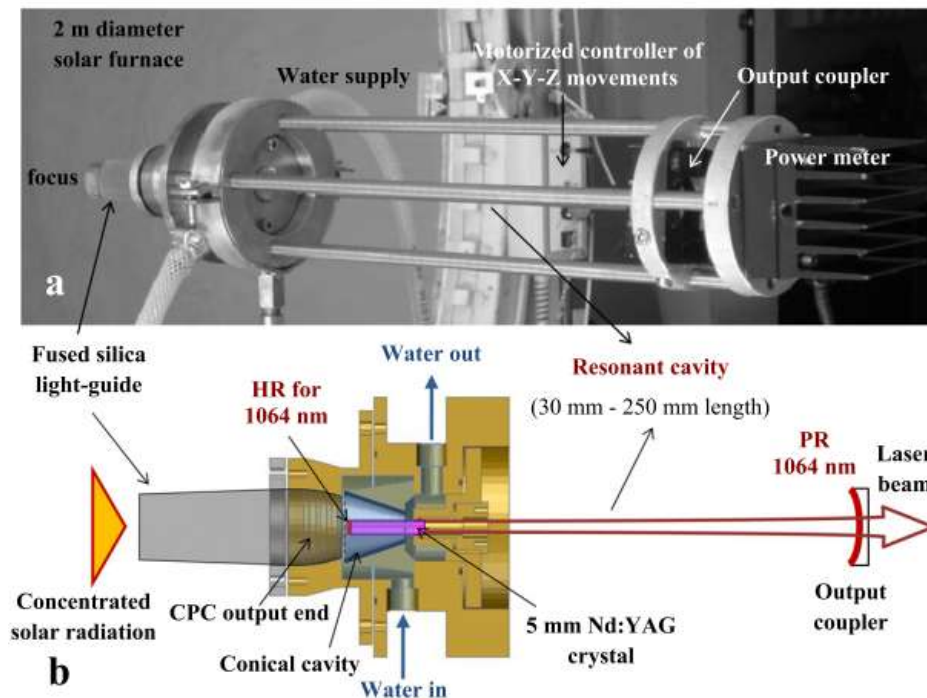 2 m diameter
solar furnace
Water supply
Motorized controller of
X-Y-Z movements
Output coupler
Power meter
focus
a
Fused silica
light-guide
Water out
HR for
1064 nm
Resonant cavity
(30 mm - 250 mm length)
PR
1064 nm
Laser
beam
Concentrated
solar radiation
CPC output end
Conical cavity
5 mm Nd:YAG
crystal
Output
coupler
b
Water in